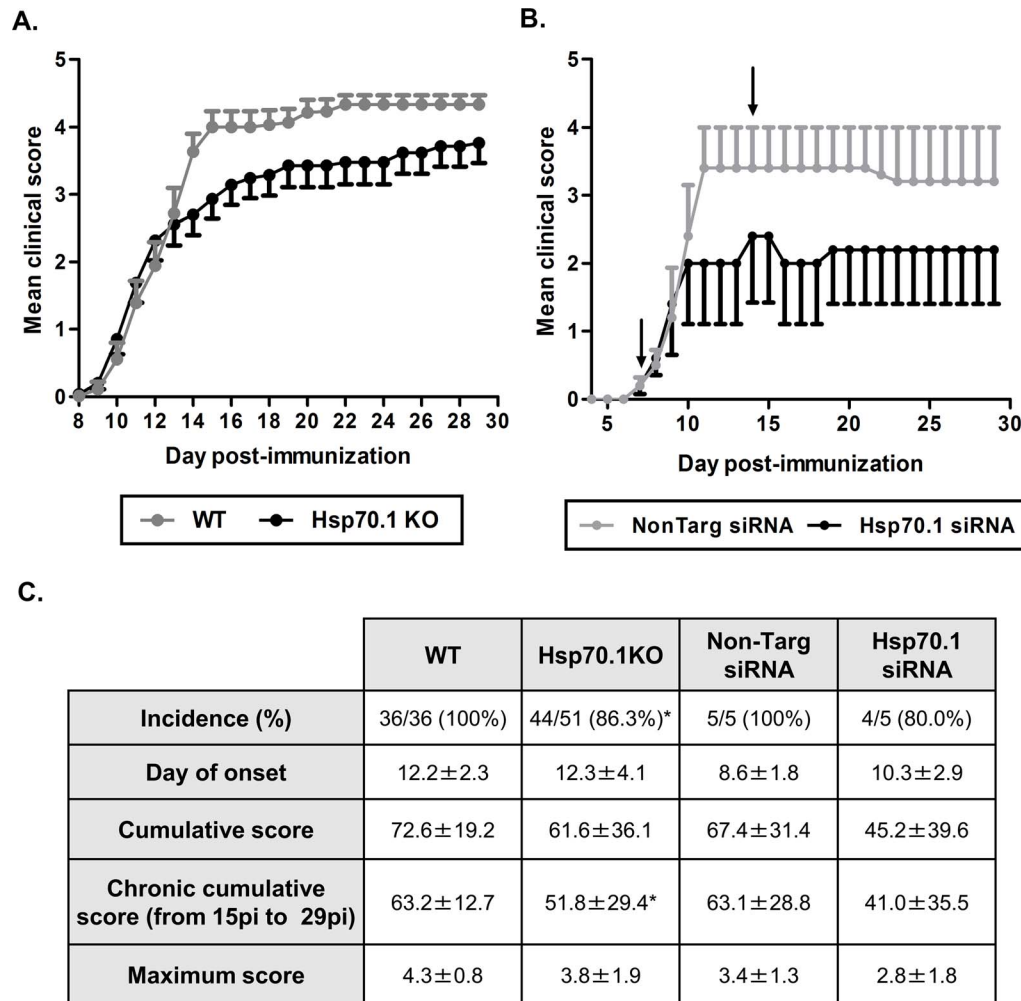 A.
5
4
3
2
1
0
Mean clinical score
8 10 12 14 16 18 20 22 24 26 28 30
Day post-immunization
WT Hsp70.1 KO
B.
5
4
3
2
1
0
Mean clinical score
5 10 15 20 25 30
Day post-immunization
NonTarg siRNA Hsp70.1 siRNA
C.
WT Hsp70.1KO Non-Targ siRNA Hsp70.1 siRNA
Incidence (%) 36/36 (100%) 44/51 (86.3%)* 5/5 (100%) 4/5 (80.0%)
Day of onset 12.2±2.3 12.3±4.1 8.6±1.8 10.3±2.9
Cumulative score 72.6±19.2 61.6±36.1 67.4±31.4 45.2±39.6
Chronic cumulative
score (from 15pi to 29pi) 63.2±12.7 51.8±29.4* 63.1±28.8 41.0±35.5
Maximum score 4.3±0.8 3.8±1.9 3.4±1.3 2.8±1.8